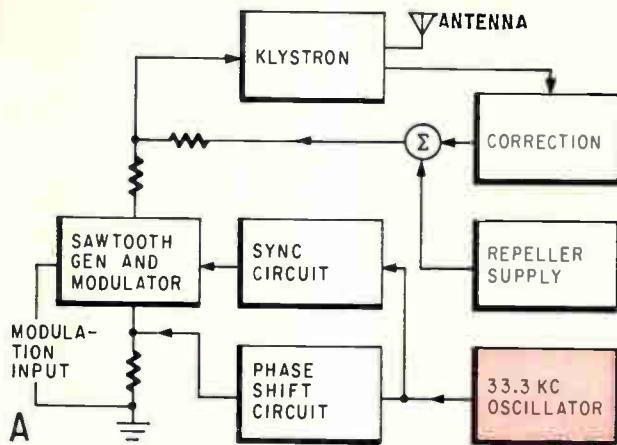 ANTENNA
KLYSTRON
CORRECTION
Σ
SAWTOOTH
GEN AND
MODULATOR
SYNC
CIRCUIT
REPELLER
SUPPLY
MODULA-
TION
INPUT
PHASE
SHIFT
CIRCUIT
33.3 KC
OSCILLATOR
A